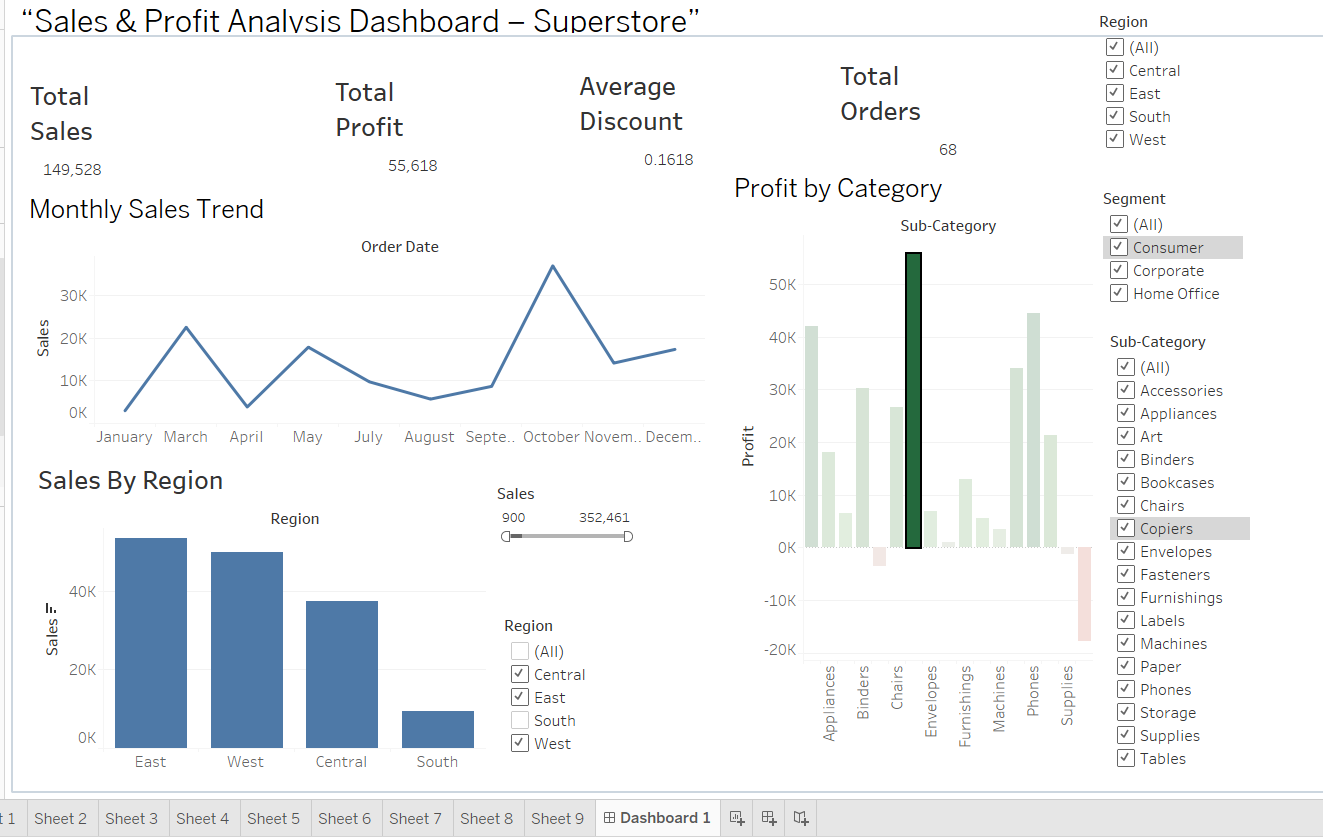 “Sales & Profit Analysis Dashboard – Superstore”
Total
Sales
149,528
Total
Profit
55,618
Average
Discount
0.1618
Total
Orders
68
Monthly Sales Trend
Order Date
Sales
30K
20K
10K
0K
January March April May July August Septe.. October Novem.. Decem..
Sales By Region
Region
Sales
40K
20K
0K
East West Central South
Sales
900 352,461
Region
(All)
Central
East
South
West
Profit by Category
Sub-Category
Profit
50K
40K
30K
20K
10K
0K
-10K
-20K
Appliances
Binders
Chairs
Envelopes
Furnishings
Machines
Phones
Supplies
Region
(All)
Central
East
South
West
Segment
(All)
Consumer
Corporate
Home Office
Sub-Category
(All)
Accessories
Appliances
Art
Binders
Bookcases
Chairs
Copiers
Envelopes
Fasteners
Furnishings
Labels
Machines
Paper
Phones
Storage
Supplies
Tables
t 1 Sheet 2 Sheet 3 Sheet 4 Sheet 5 Sheet 6 Sheet 7 Sheet 8 Sheet 9 Dashboard 1